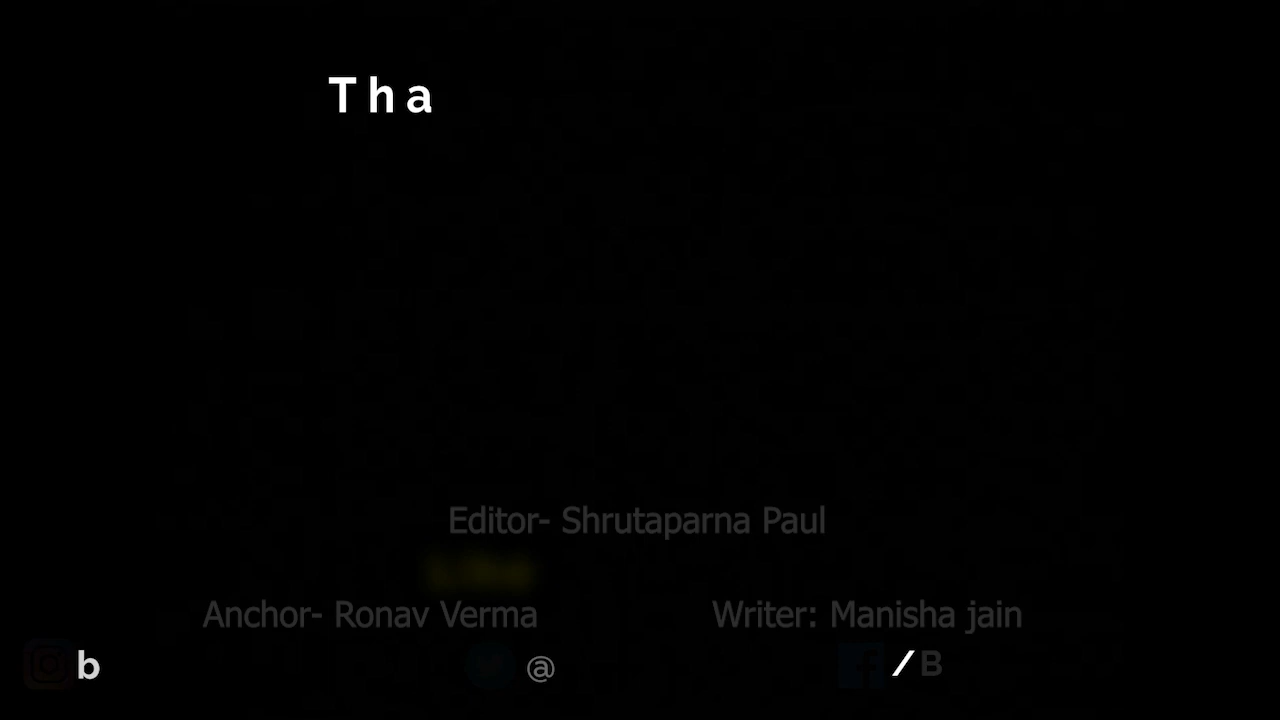 Tha
Editor- Shrutaparna Paul
Anchor- Ronav Verma
Writer: Manisha jain
b
@
/B